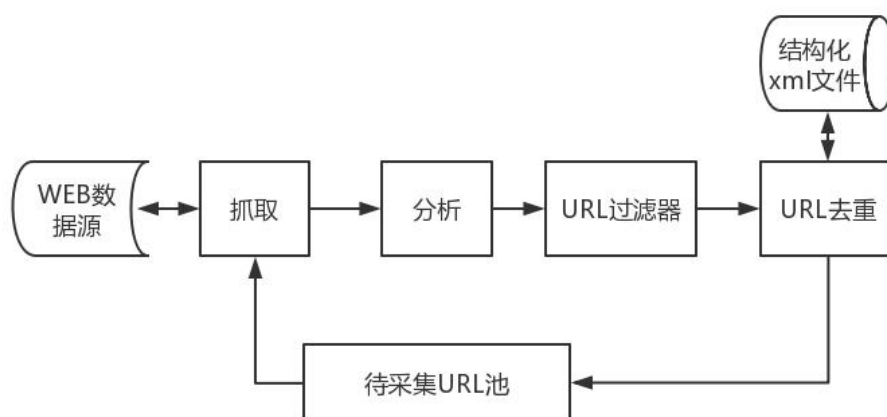 结构化
xml文件
WEB数
据源
抓取
分析
URL过滤器
URL去重
待采集URL池